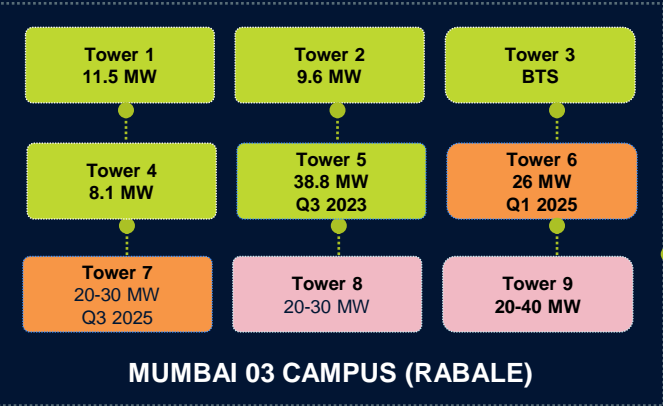 Tower 1
11.5 MW
Tower 2
9.6 MW
Tower 3
BTS
Tower 4
8.1 MW
Tower 5
38.8 MW
Q3 2023
Tower 6
26 MW
Q1 2025
Tower 7
20-30 MW
Q3 2025
Tower 8
20-30 MW
Tower 9
20-40 MW
MUMBAI 03 CAMPUS (RABALE)